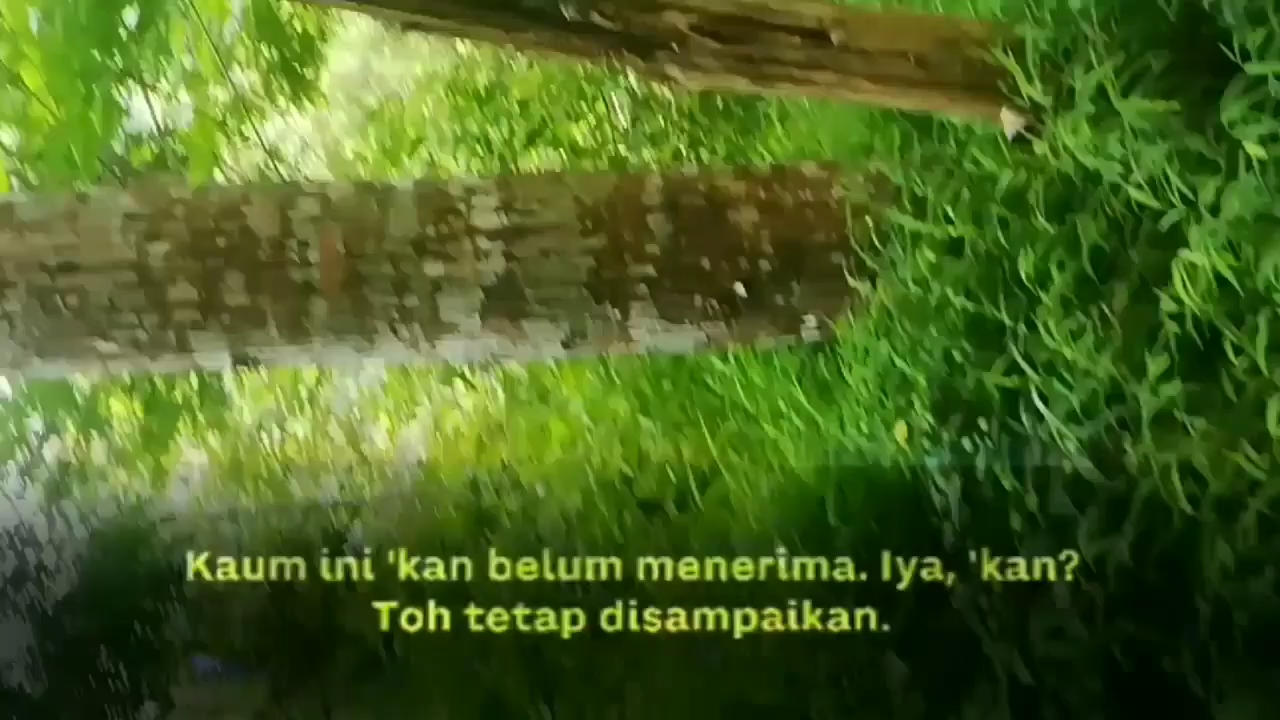 Kaum ini 'kan belum menerima. Iya, 'kan?
Toh tetap disampaikan.